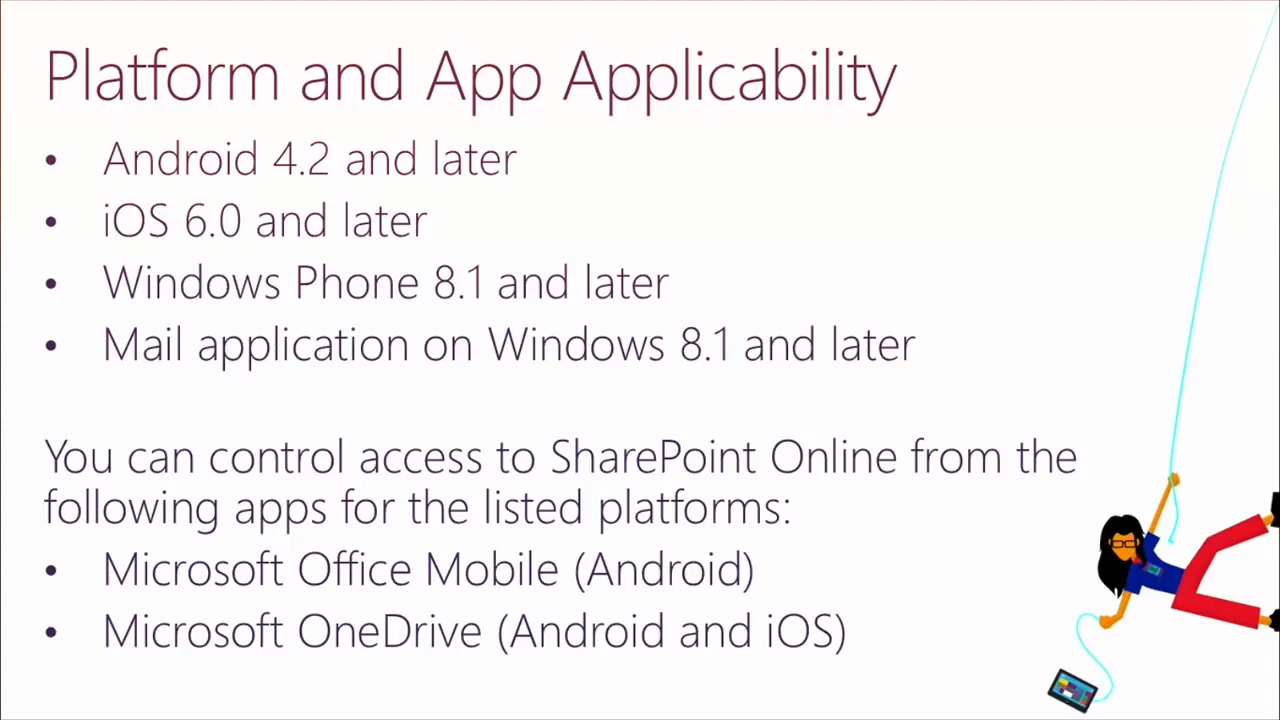 Platform and App Applicability
• Android 4.2 and later
• iOS 6.0 and later
• Windows Phone 8.1 and later
• Mail application on Windows 8.1 and later
You can control access to SharePoint Online from the
following apps for the listed platforms:
• Microsoft Office Mobile (Android)
• Microsoft OneDrive (Android and iOS)